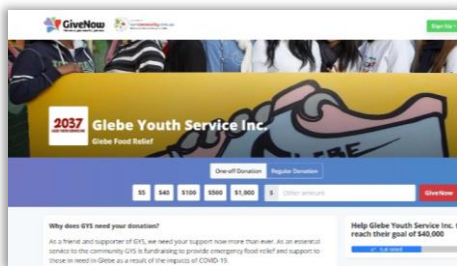 GiveNow
Sign Up
2037
Glebe Youth Service Inc.
Glebe Food Relief
GLEBE
One-off Donation Regular Donation
$5 $40 $100 $500 $1,000 $ Other amount GiveNow
Why does GYS need your donation?
As a friend and supporter of GYS, we need your support now more than ever. As an essential
service to the community GYS is fundraising to provide emergency food relief and support to
those in need in Glebe as a result of the impacts of COVID-19.
Help Glebe Youth Service Inc.
reach their goal of $40,000